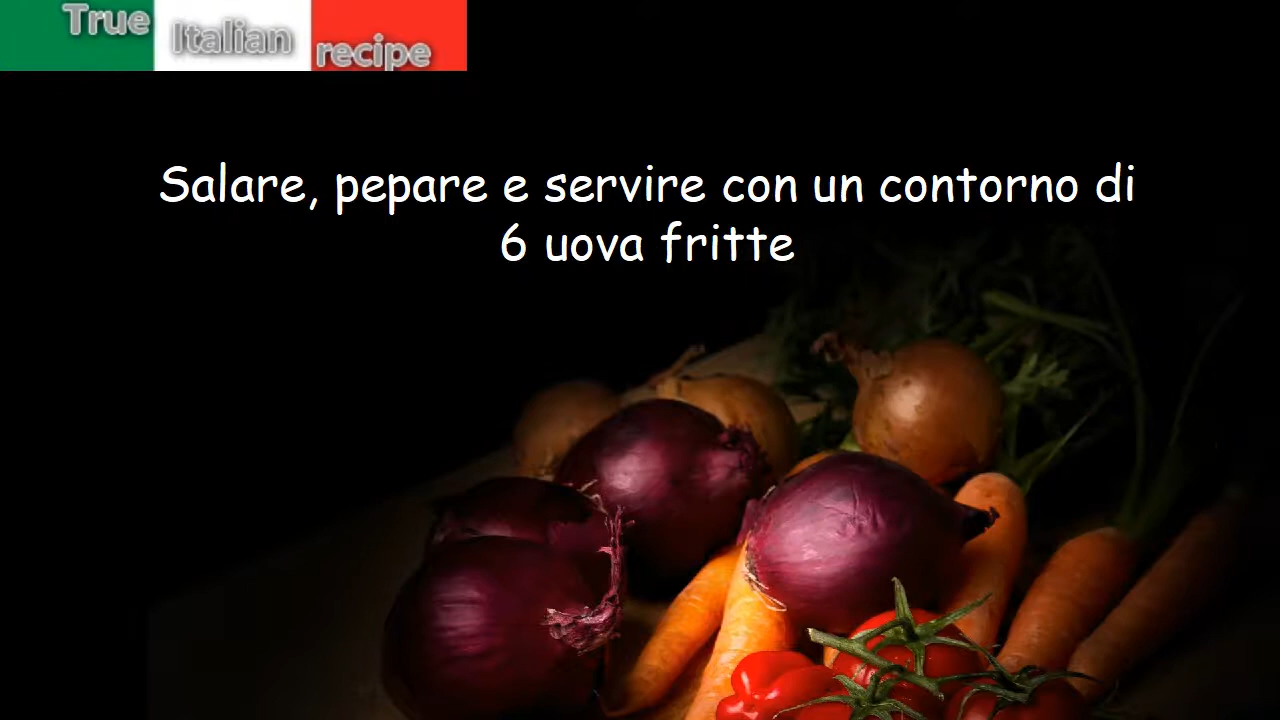 True Italian recipe
Salare, pepare e servire con un contorno di
6 uova fritte